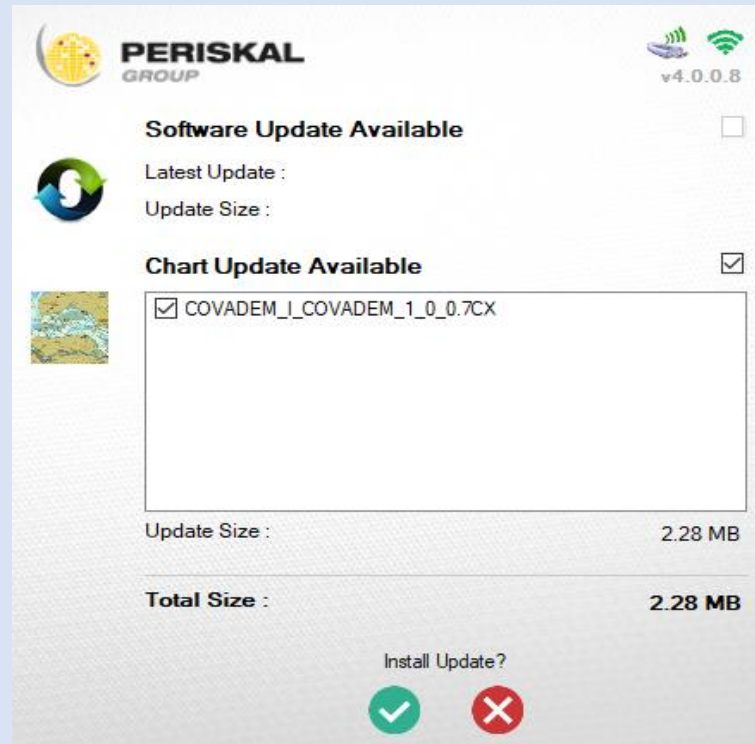 PERISKAL
GROUP
v4.0.0.8
Software Update Available
Latest Update :
Update Size :
Chart Update Available
COVADEM_I_COVADEM_1_0_0.7CX
Update Size : 2.28 MB
Total Size : 2.28 MB
Install Update?